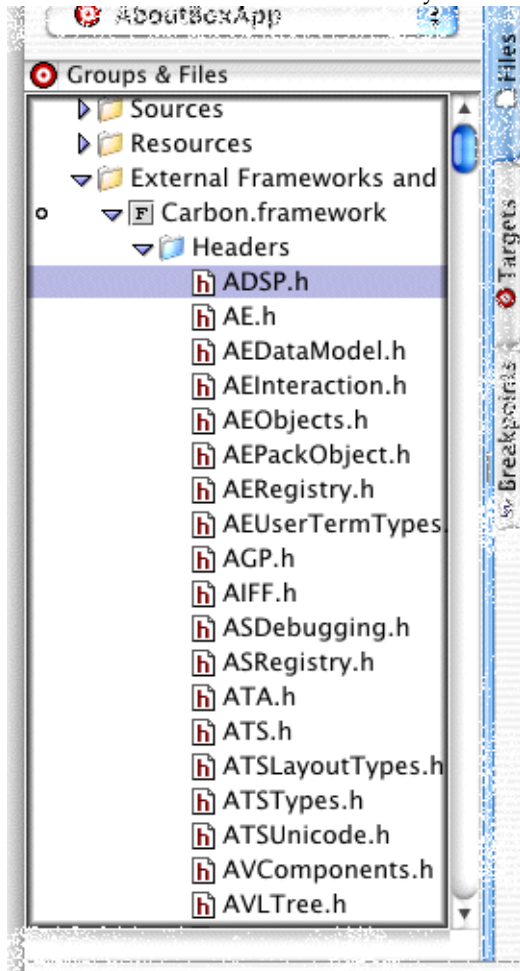 AboutBoxApp
Groups & Files
Sources
Resources
External Frameworks and
Carbon.framework
Headers
ADSP.h
AE.h
AEDataModel.h
AEInteraction.h
AEObjects.h
AEPackObject.h
AERegistry.h
AEUserTermTypes.
AGP.h
AIFF.h
ASDebugging.h
ASRegistry.h
ATA.h
ATS.h
ATSLayoutTypes.h
ATSTypes.h
ATSUnicode.h
AVComponents.h
AVLTree.h
Files
Targets
Breakpoints